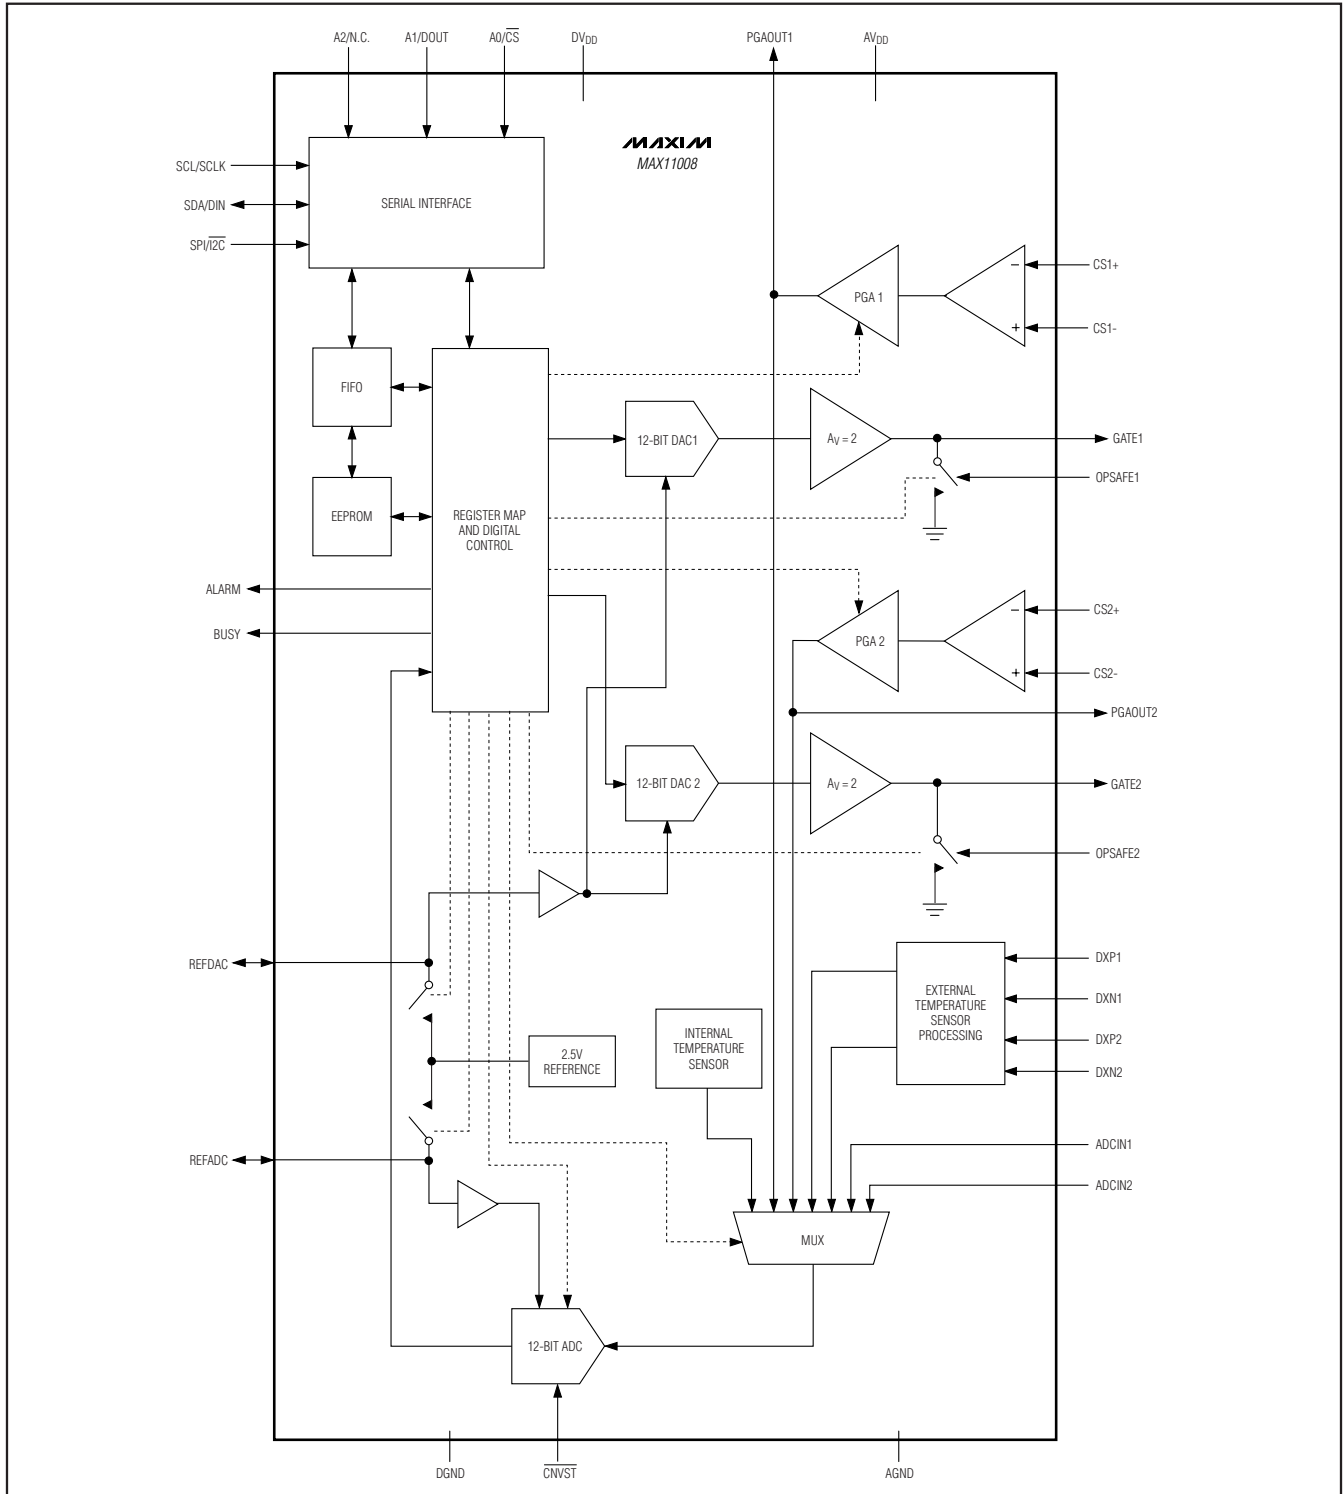 A2/N.C. A1/DOUT A0/C̅S̅ DVDD PGAOUT1 AVDD
MAXIM
MAX11008
SCL/SCLK
SDA/DIN
SPI/I̅2̅C̅
SERIAL INTERFACE
CS1+
CS1-
PGA 1
−
+
FIFO
12-BIT DAC1
AV = 2
GATE1
OPSAFE1
EEPROM
REGISTER MAP
AND DIGITAL
CONTROL
ALARM
BUSY
PGA 2
−
+
CS2+
CS2-
PGAOUT2
12-BIT DAC 2
AV = 2
GATE2
OPSAFE2
REFDAC
2.5V
REFERENCE
INTERNAL
TEMPERATURE
SENSOR
EXTERNAL
TEMPERATURE
SENSOR
PROCESSING
DXP1
DXN1
DXP2
DXN2
REFADC
ADCIN1
ADCIN2
MUX
12-BIT ADC
DGND C̅N̅V̅S̅T̅ AGND